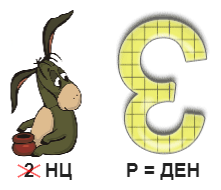 Ɛ
2 НЦ Р = ДЕН